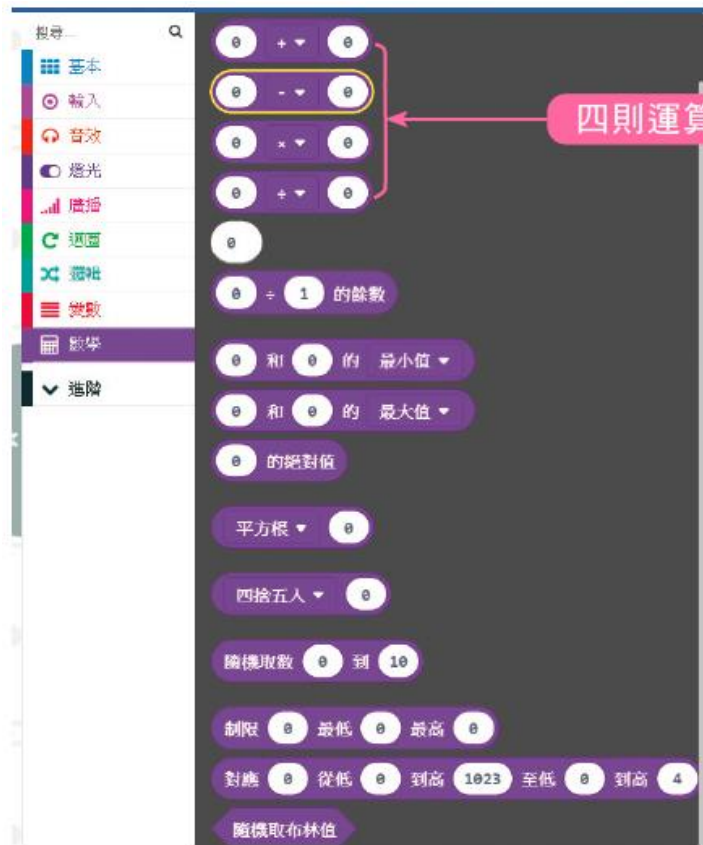 搜尋...
基本
輸入
音效
燈光
廣播
迴圈
邏輯
變數
數學
進階
0 + 0
0 - 0
0 × 0
0 ÷ 0
四則運算
0
0 ÷ 1 的餘數
0 和 0 的 最小值
0 和 0 的 最大值
0 的絕對值
平方根 0
四捨五入 0
隨機取數 0 到 10
制限 0 最低 0 最高 0
對應 0 從低 0 到高 1023 至低 0 到高 4
隨機取布林值